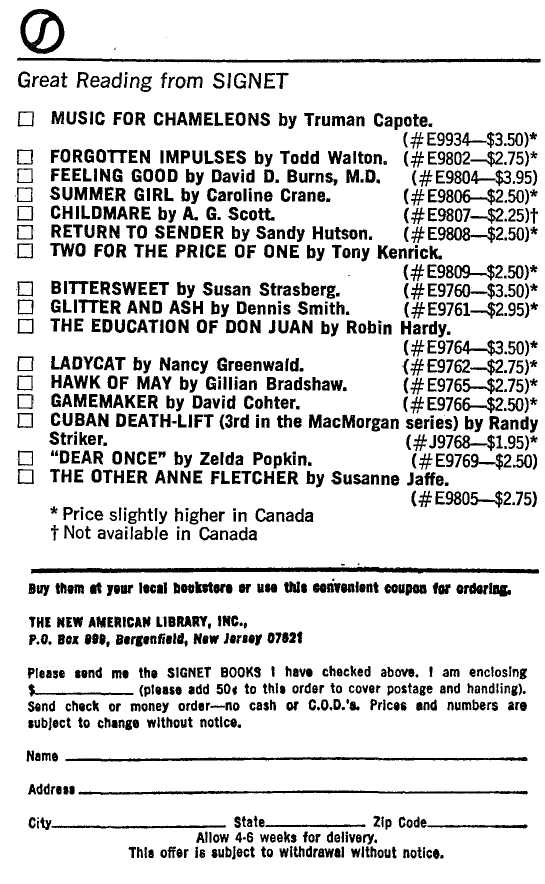 Great Reading from SIGNET
□ MUSIC FOR CHAMELEONS by Truman Capote.
(#E9934—$3.50)*
□ FORGOTTEN IMPULSES by Todd Walton. (#E9802—$2.75)*
□ FEELING GOOD by David D. Burns, M.D. (#E9804—$3.95)
□ SUMMER GIRL by Caroline Crane. (#E9806—$2.50)*
□ CHILDMARE by A. G. Scott. (#E9807—$2.25)†
□ RETURN TO SENDER by Sandy Hutson. (#E9808—$2.50)*
□ TWO FOR THE PRICE OF ONE by Tony Kenrick.
(#E9809—$2.50)*
□ BITTERSWEET by Susan Strasberg. (#E9760—$3.50)*
□ GLITTER AND ASH by Dennis Smith. (#E9761—$2.95)*
□ THE EDUCATION OF DON JUAN by Robin Hardy.
(#E9764—$3.50)*
□ LADYCAT by Nancy Greenwald. (#E9762—$2.75)*
□ HAWK OF MAY by Gillian Bradshaw. (#E9765—$2.75)*
□ GAMEMAKER by David Cohter. (#E9766—$2.50)*
□ CUBAN DEATH-LIFT (3rd in the MacMorgan series) by Randy
Striker. (#J9768—$1.95)*
□ "DEAR ONCE" by Zelda Popkin. (#E9769—$2.50)
□ THE OTHER ANNE FLETCHER by Susanne Jaffe.
(#E9805—$2.75)
* Price slightly higher in Canada
† Not available in Canada
Buy them at your local bookstore or use this convenient coupon for ordering.
THE NEW AMERICAN LIBRARY, INC.,
P.O. Box 999, Bergenfield, New Jersey 07621
Please send me the SIGNET BOOKS I have checked above. I am enclosing
$____________ (please add 50¢ to this order to cover postage and handling).
Send check or money order—no cash or C.O.D.'s. Prices and numbers are
subject to change without notice.
Name ____________
Address ____________
City____________ State____________ Zip Code____________
Allow 4-6 weeks for delivery.
This offer is subject to withdrawal without notice.